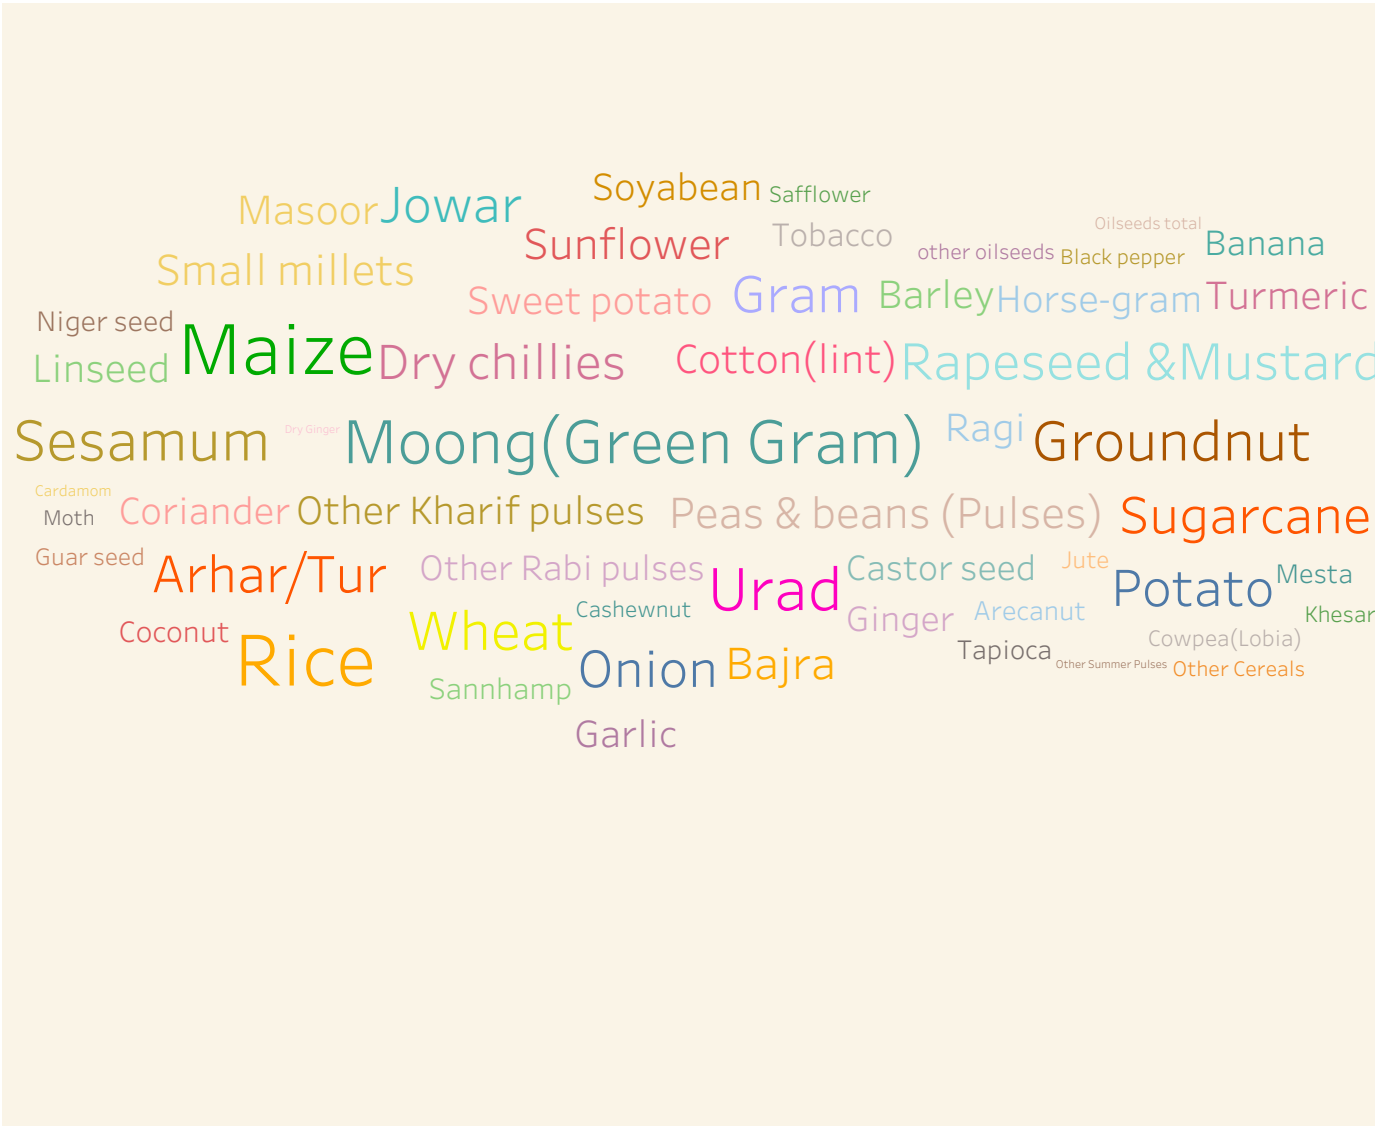 Soyabean Safflower
Masoor Jowar
Oilseeds total
Sunflower Tobacco
other oilseeds Black pepper Banana
Small millets
Sweet potato Gram Barley Horse-gram Turmeric
Niger seed
Linseed Maize Dry chillies Cotton(lint) Rapeseed &Mustard
Sesamum Dry Ginger Moong(Green Gram) Ragi Groundnut
Cardamom
Moth Coriander Other Kharif pulses Peas & beans (Pulses) Sugarcane
Guar seed Arhar/Tur Other Rabi pulses Urad Castor seed Jute Potato Mesta
Coconut Wheat Cashewnut Ginger Arecanut Khesar
Rice Onion Bajra Tapioca Cowpea(Lobia)
Other Summer Pulses Other Cereals
Sannhamp
Garlic